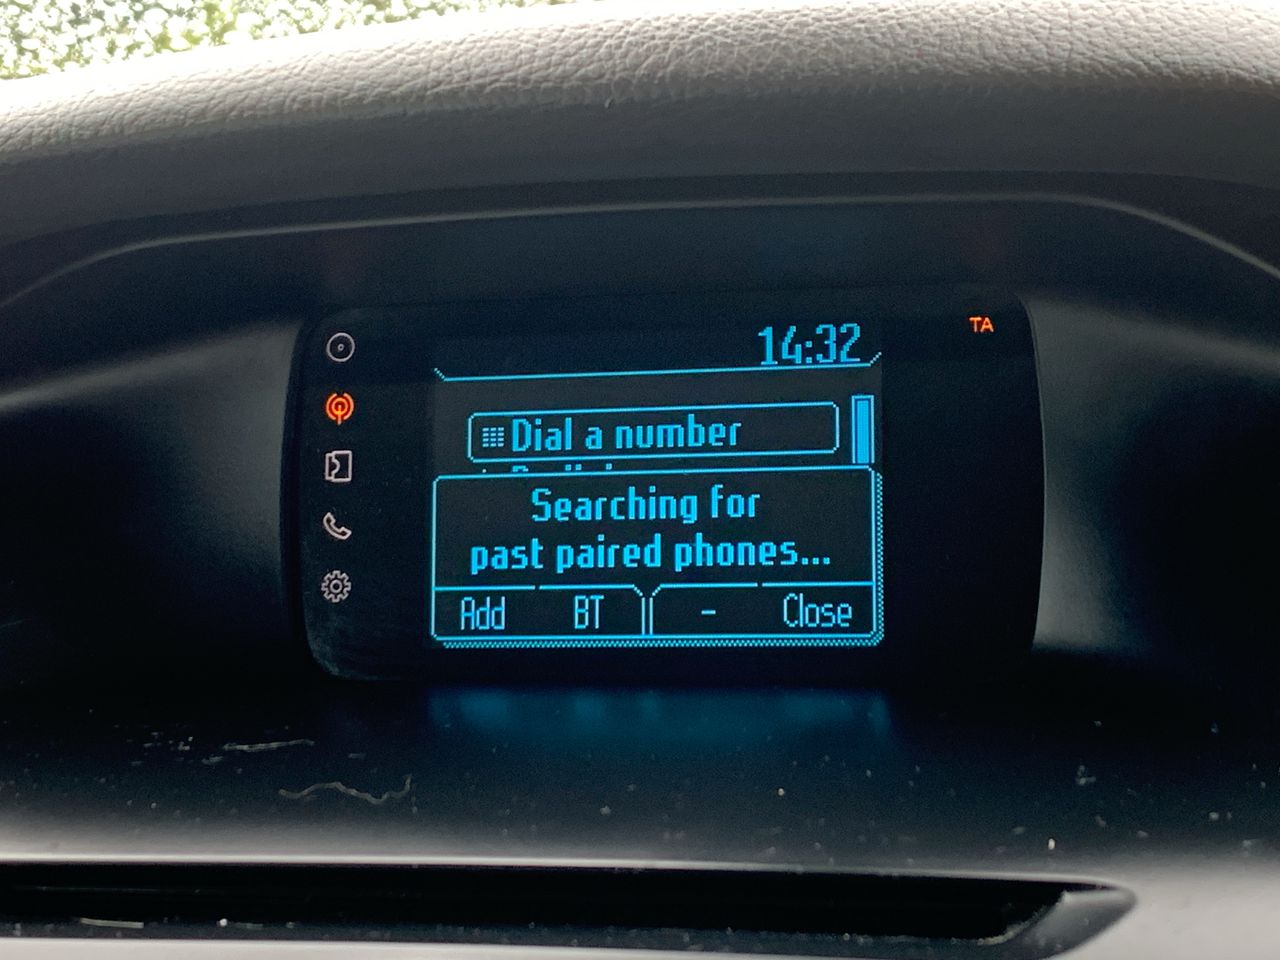 14:32
TA
Dial a number
Searching for
past paired phones...
Add BT - Close